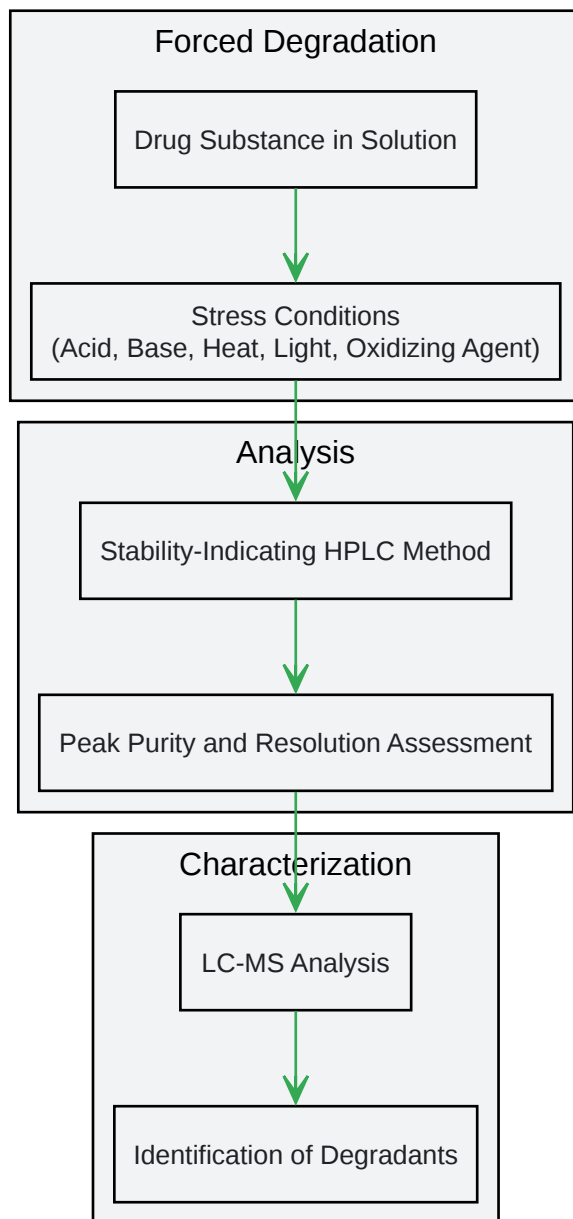 Forced Degradation
Drug Substance in Solution
Stress Conditions
(Acid, Base, Heat, Light, Oxidizing Agent)
Analysis
Stability-Indicating HPLC Method
Peak Purity and Resolution Assessment
Characterization
LC-MS Analysis
Identification of Degradants